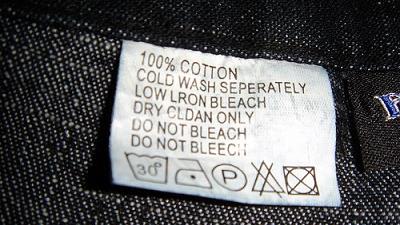 100% COTTON
COLD WASH SEPERATELY
LOW LRON BLEACH
DRY CLDAN ONLY
DO NOT BLEACH
DO NOT BLEECH
30° P